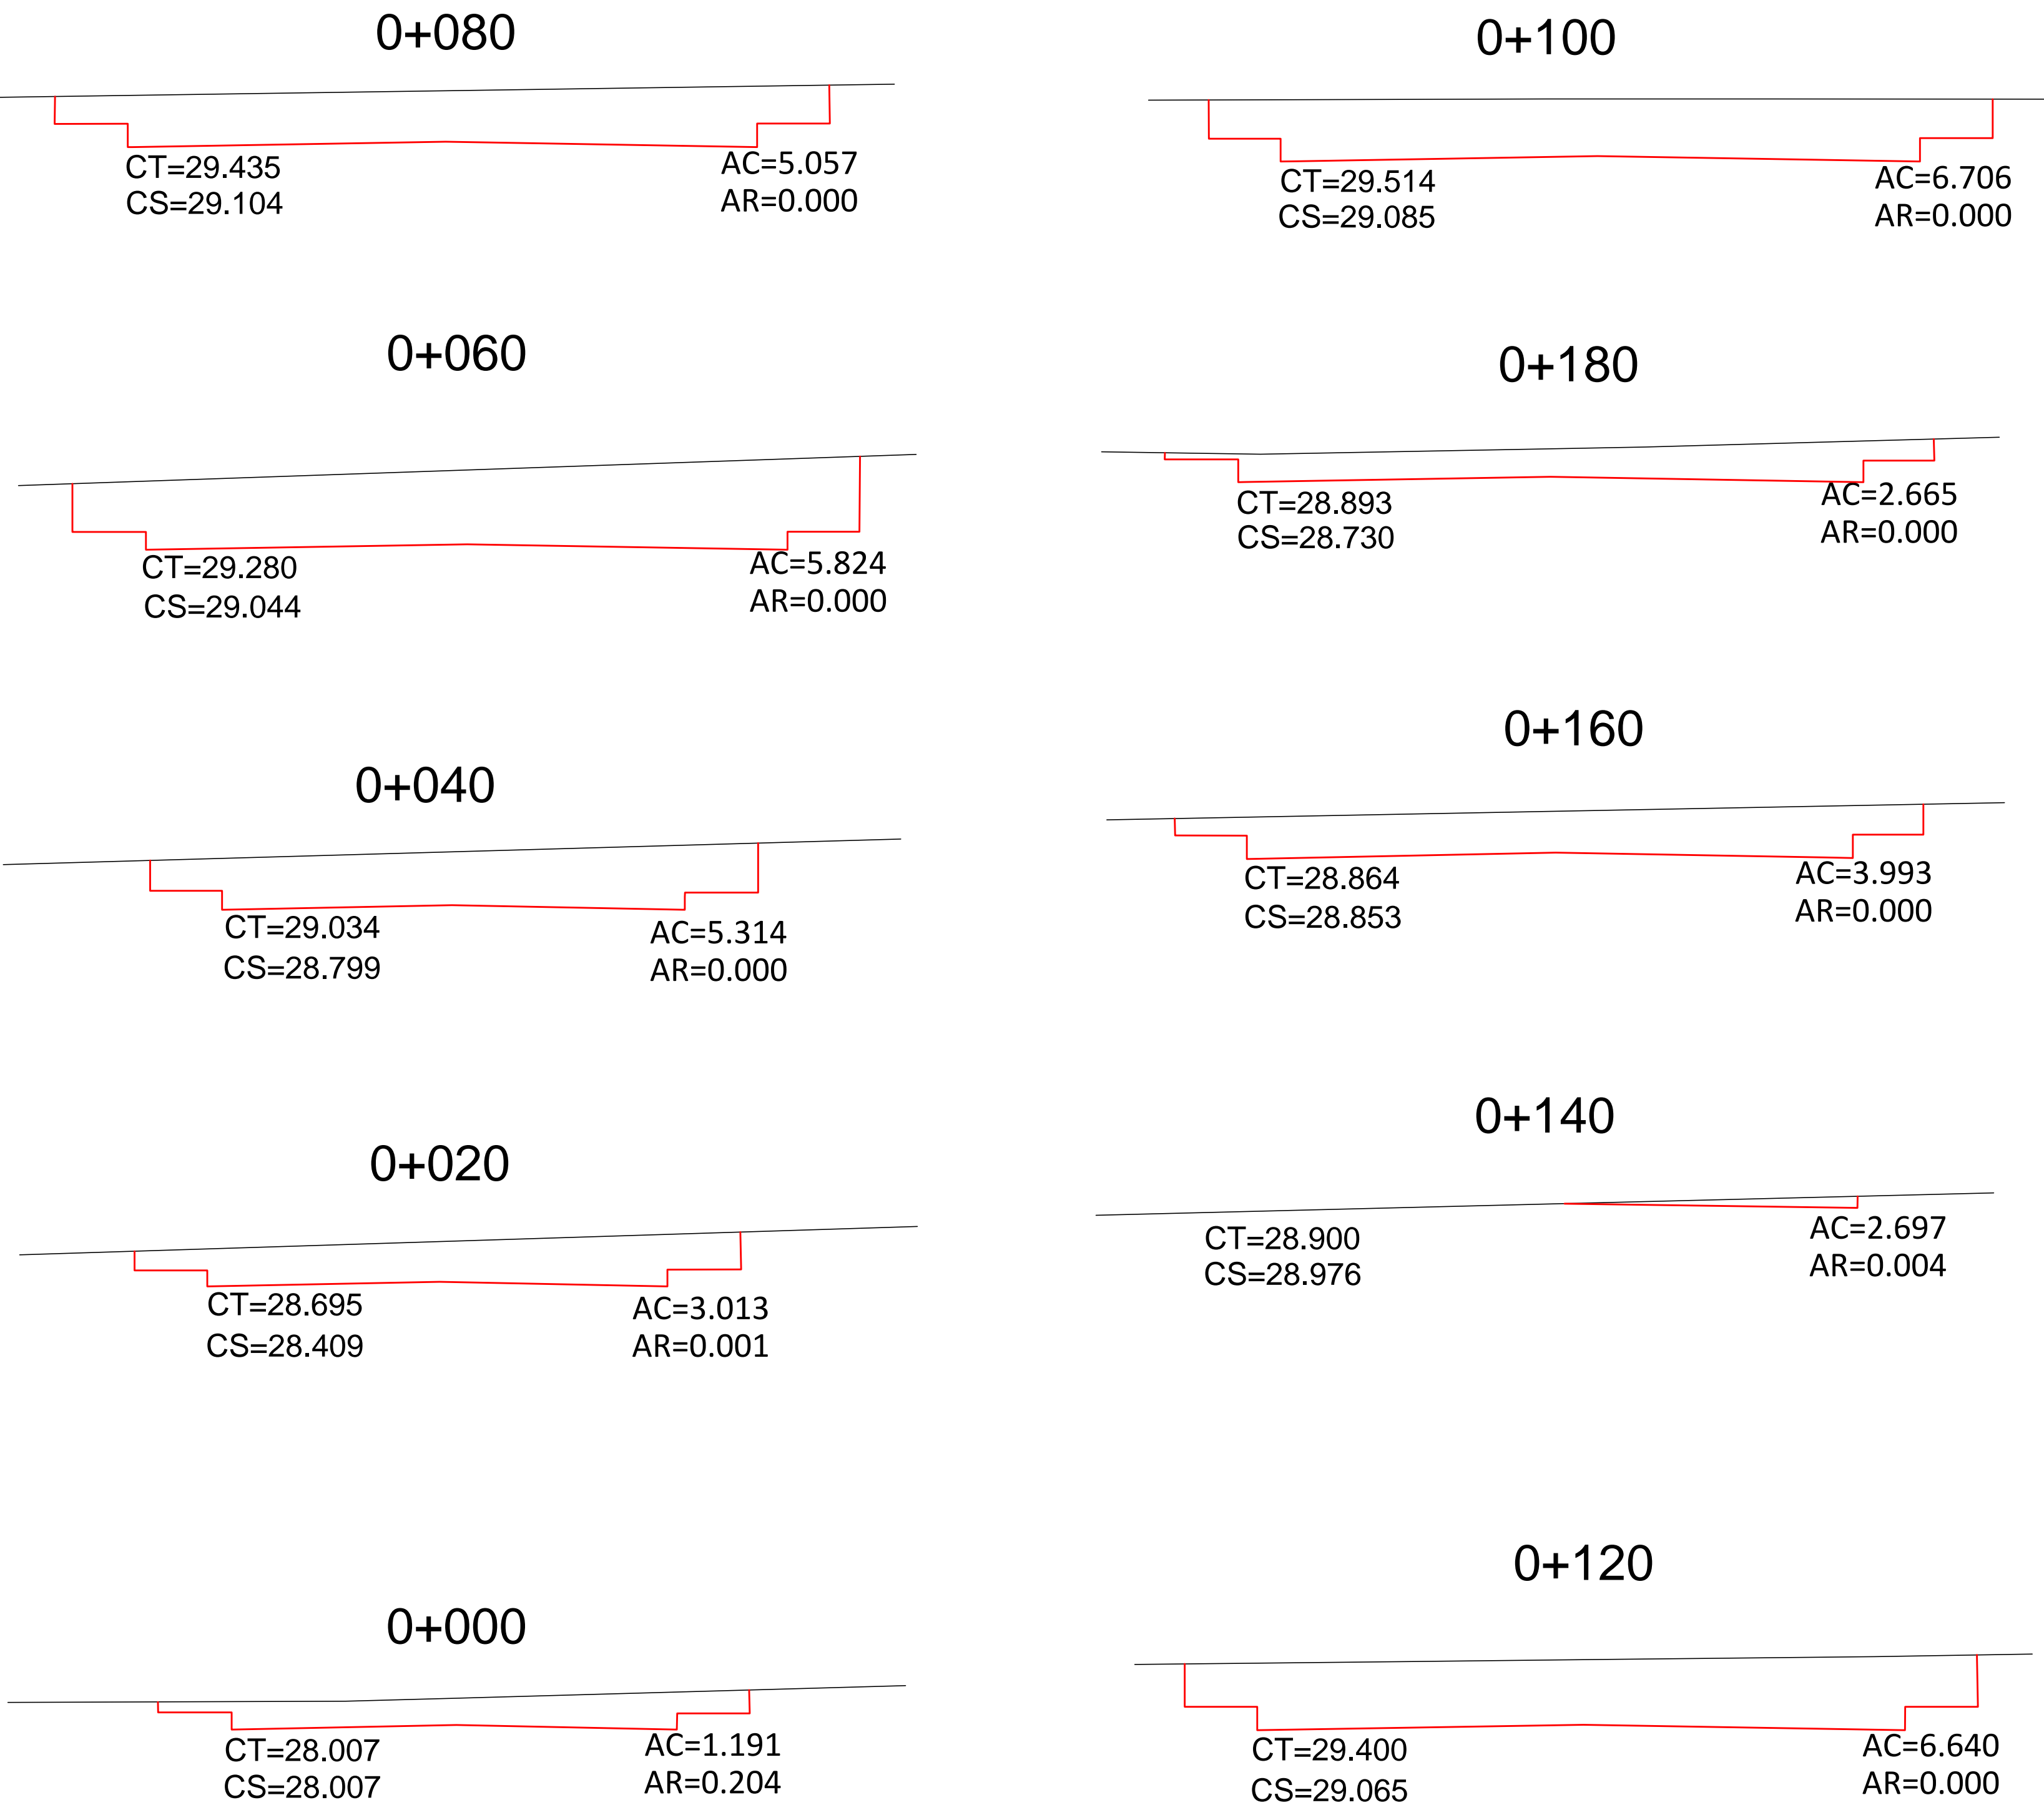 0+080
CT=29.435
CS=29.104
AC=5.057
AR=0.000
0+060
CT=29.280
CS=29.044
AC=5.824
AR=0.000
0+040
CT=29.034
CS=28.799
AC=5.314
AR=0.000
0+020
CT=28.695
CS=28.409
AC=3.013
AR=0.001
0+000
CT=28.007
CS=28.007
AC=1.191
AR=0.204
0+100
CT=29.514
CS=29.085
AC=6.706
AR=0.000
0+180
CT=28.893
CS=28.730
AC=2.665
AR=0.000
0+160
CT=28.864
CS=28.853
AC=3.993
AR=0.000
0+140
CT=28.900
CS=28.976
AC=2.697
AR=0.004
0+120
CT=29.400
CS=29.065
AC=6.640
AR=0.000